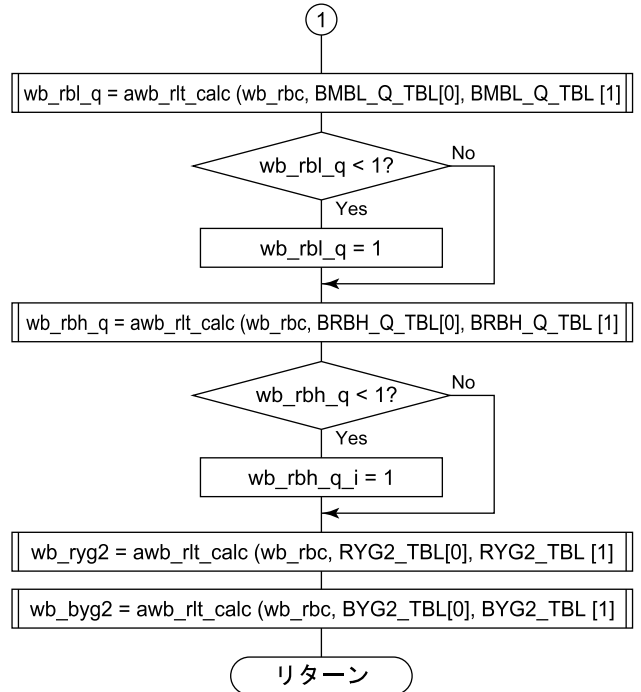 1
wb_rbl_q = awb_rlt_calc (wb_rbc, BMBL_Q_TBL[0], BMBL_Q_TBL [1]
wb_rbl_q < 1?
No
Yes
wb_rbl_q = 1
wb_rbh_q = awb_rlt_calc (wb_rbc, BRBH_Q_TBL[0], BRBH_Q_TBL [1]
wb_rbh_q < 1?
No
Yes
wb_rbh_q_i = 1
wb_ryg2 = awb_rlt_calc (wb_rbc, RYG2_TBL[0], RYG2_TBL [1]
wb_byg2 = awb_rlt_calc (wb_rbc, BYG2_TBL[0], BYG2_TBL [1]
リターン